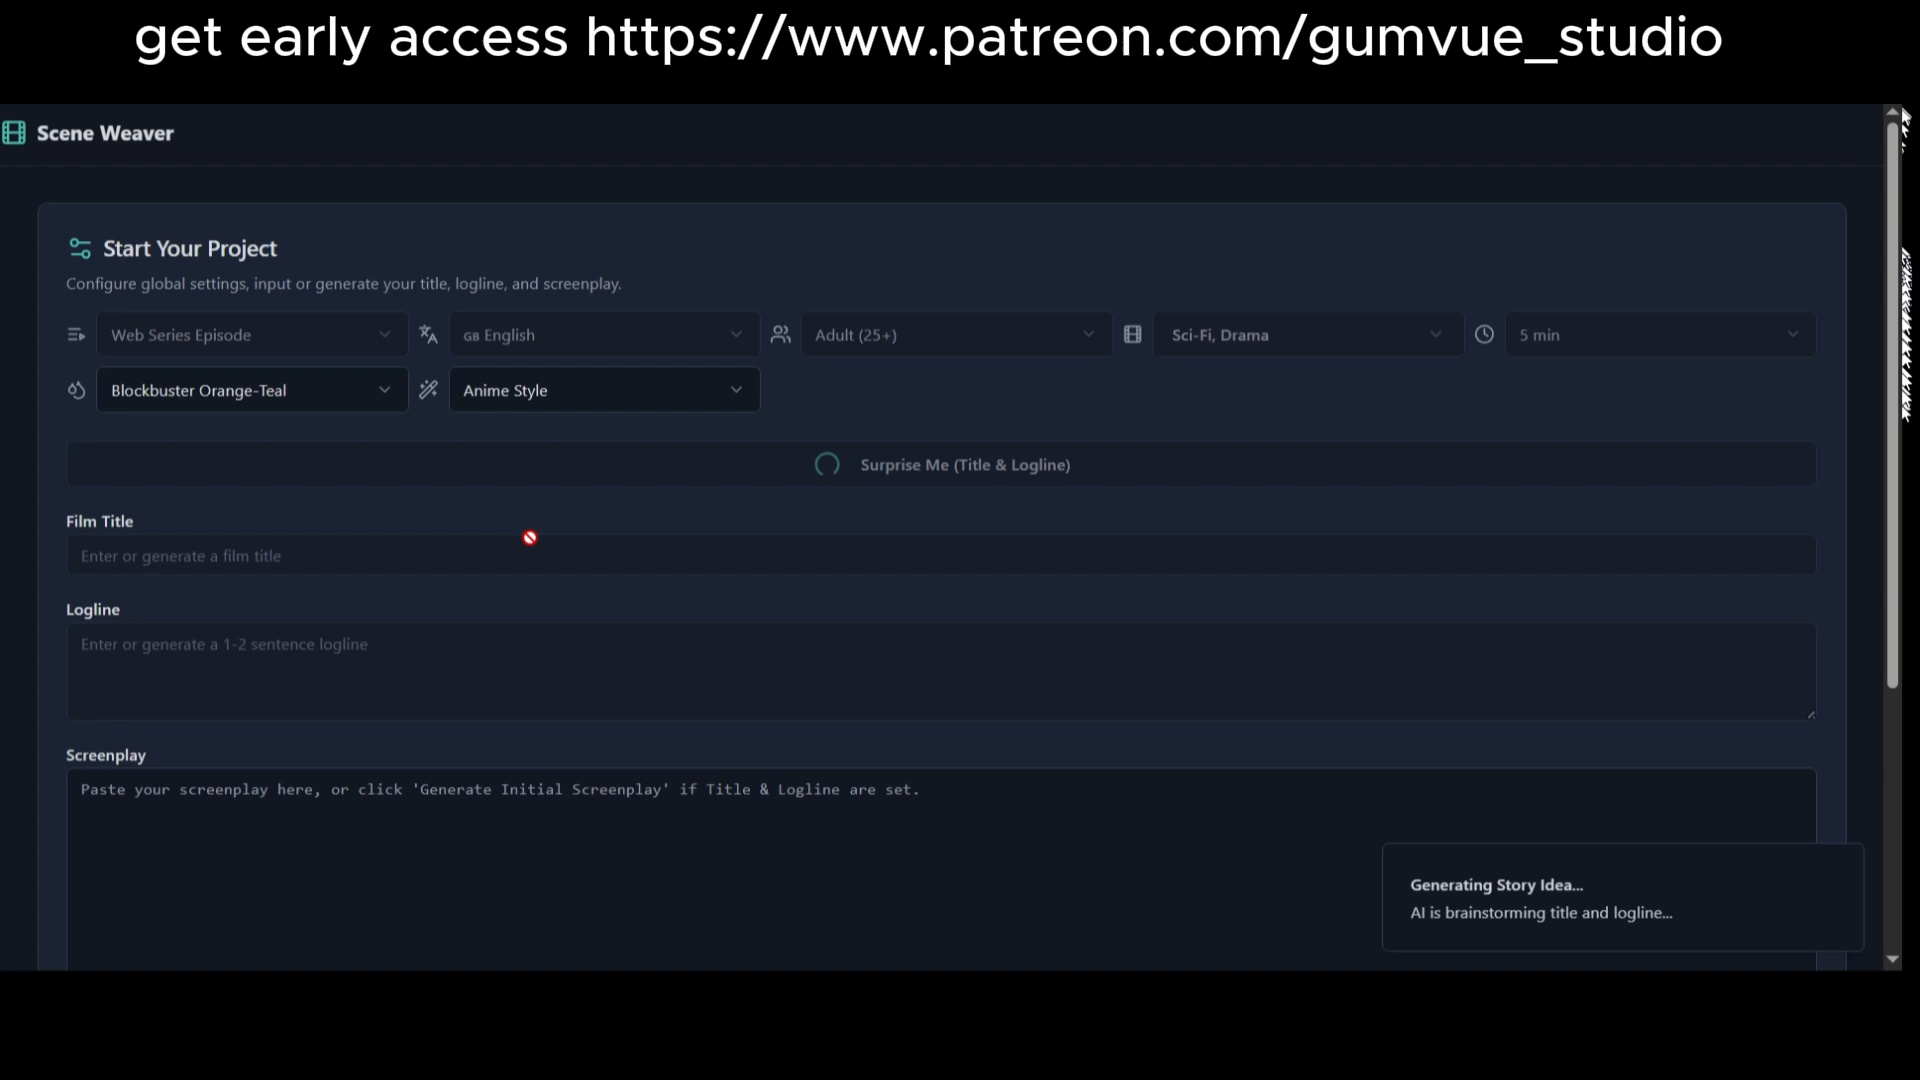 get early access https://www.patreon.com/gumvue_studio
Scene Weaver
Start Your Project
Configure global settings, input or generate your title, logline, and screenplay.
Web Series Episode
GB English
Adult (25+)
Sci-Fi, Drama
5 min
Blockbuster Orange-Teal
Anime Style
Surprise Me (Title & Logline)
Film Title
Enter or generate a film title
Logline
Enter or generate a 1-2 sentence logline
Screenplay
Paste your screenplay here, or click 'Generate Initial Screenplay' if Title & Logline are set.
Generating Story Idea...
AI is brainstorming title and logline...